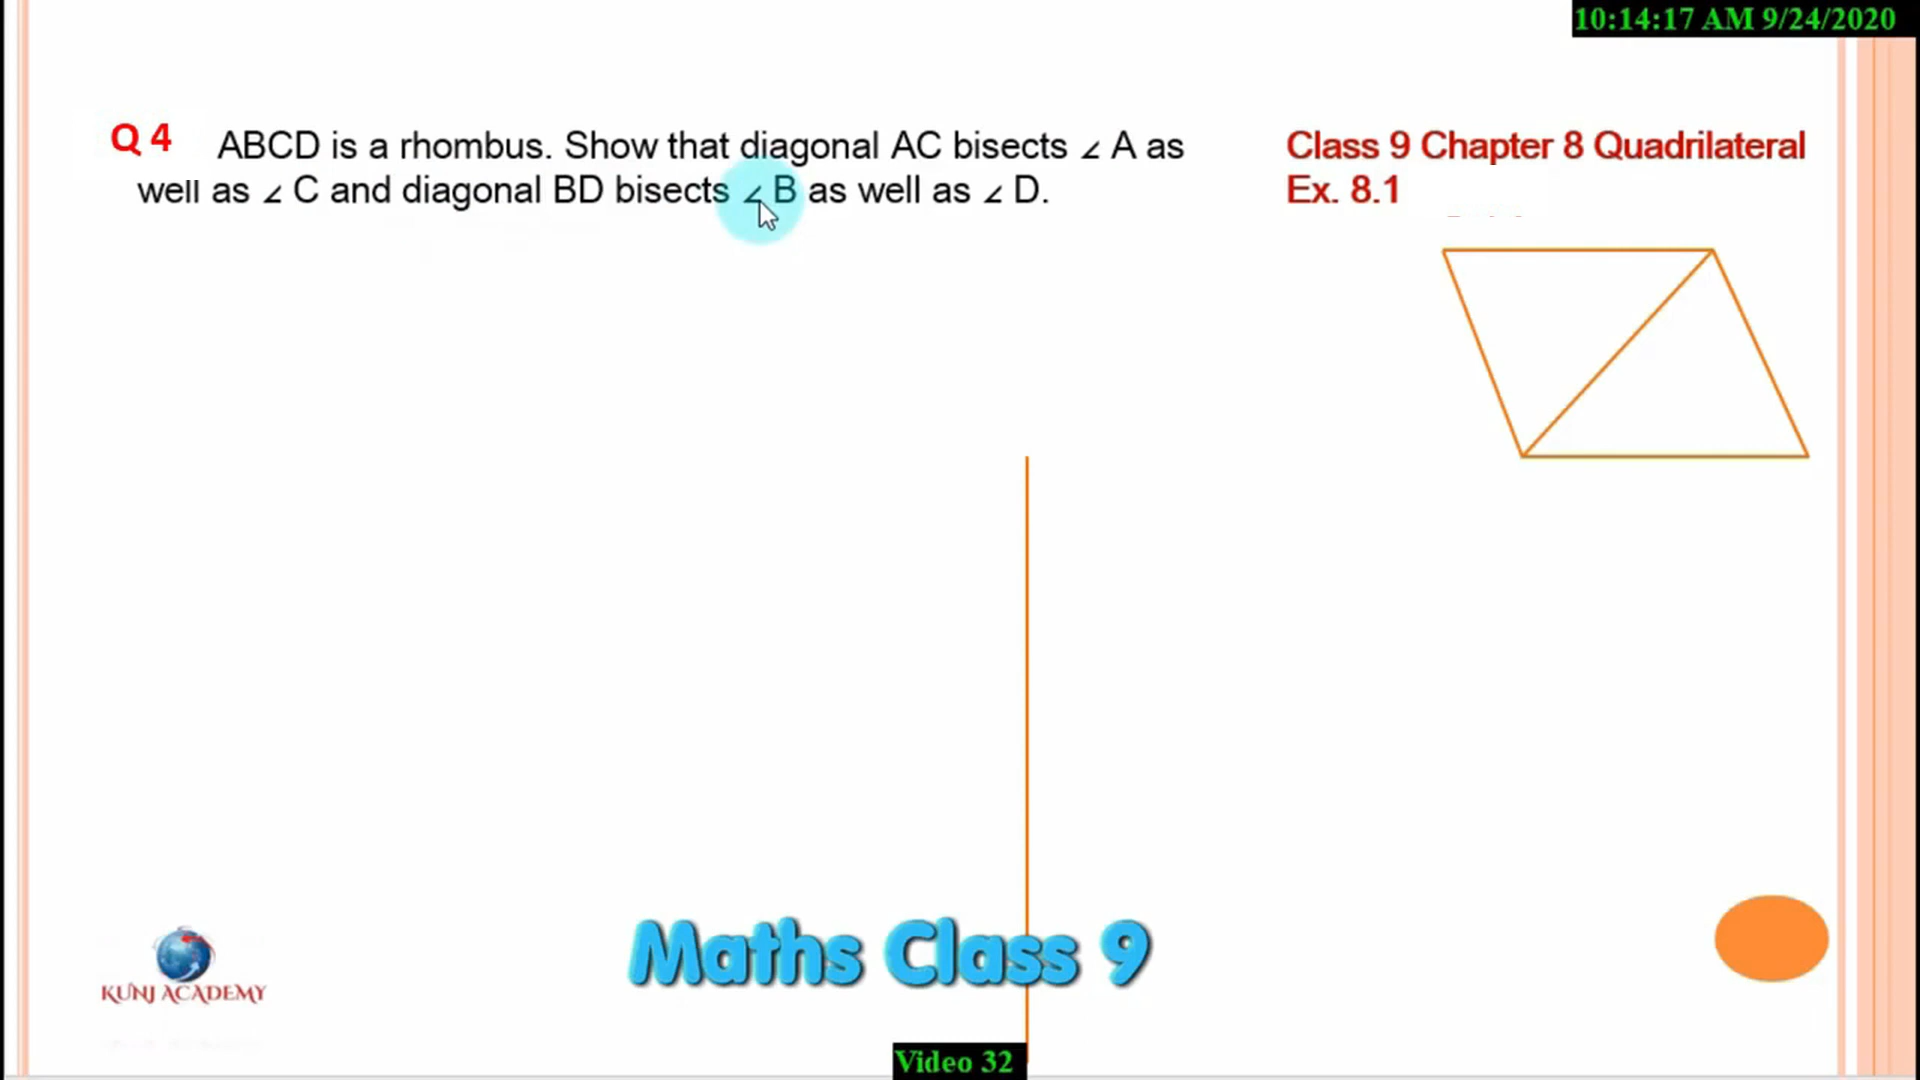 10:14:17 AM 9/24/2020
Q 4 ABCD is a rhombus. Show that diagonal AC bisects ∠ A as
well as ∠ C and diagonal BD bisects ∠ B as well as ∠ D.
Class 9 Chapter 8 Quadrilateral
Ex. 8.1
Maths Class 9
KUNJ ACADEMY
Video 32